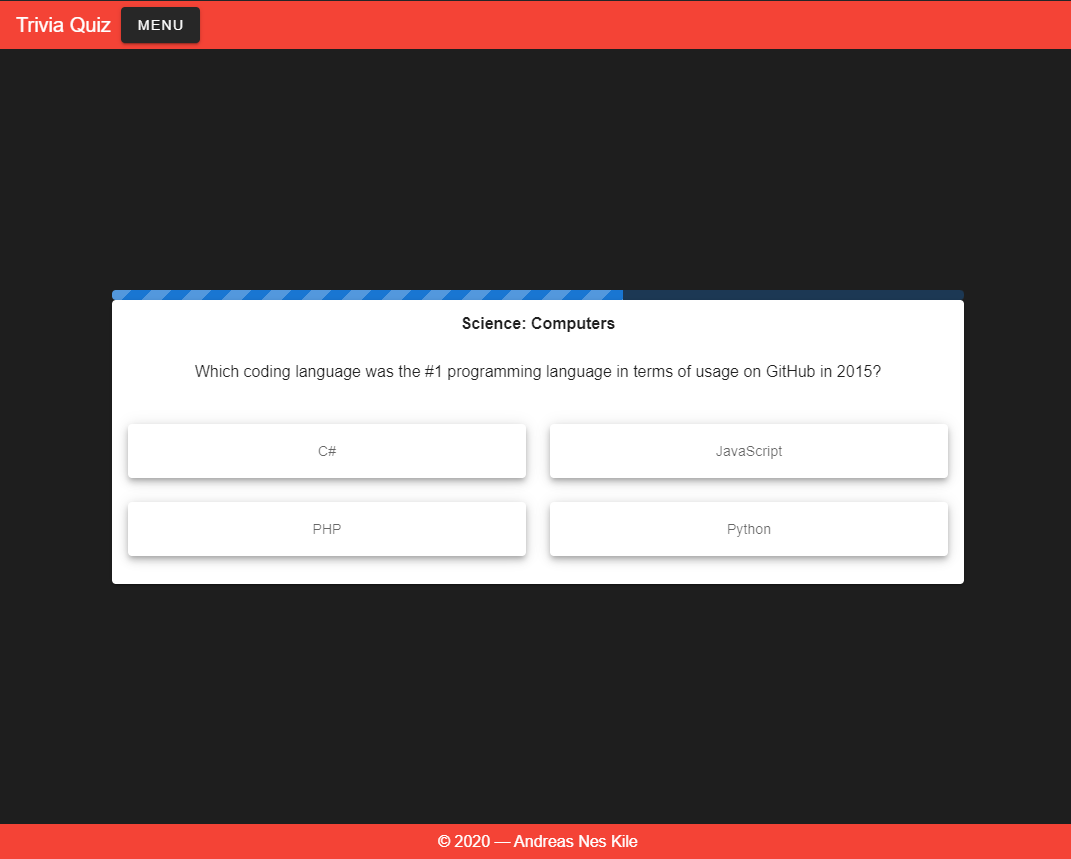 Trivia Quiz MENU
Science: Computers
Which coding language was the #1 programming language in terms of usage on GitHub in 2015?
C# JavaScript
PHP Python
© 2020 — Andreas Nes Kile